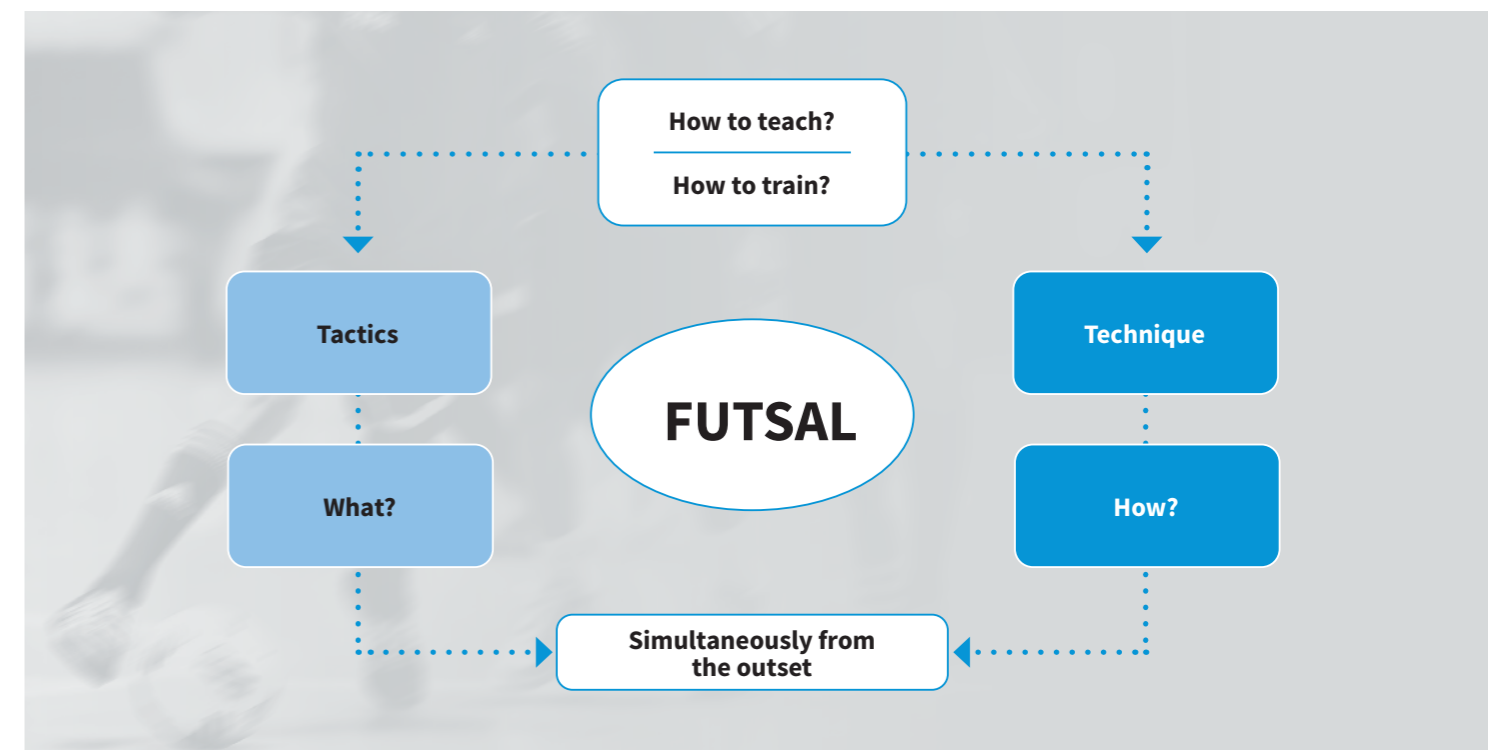 How to teach?
How to train?
Tactics
Technique
FUTSAL
What?
How?
Simultaneously from
the outset